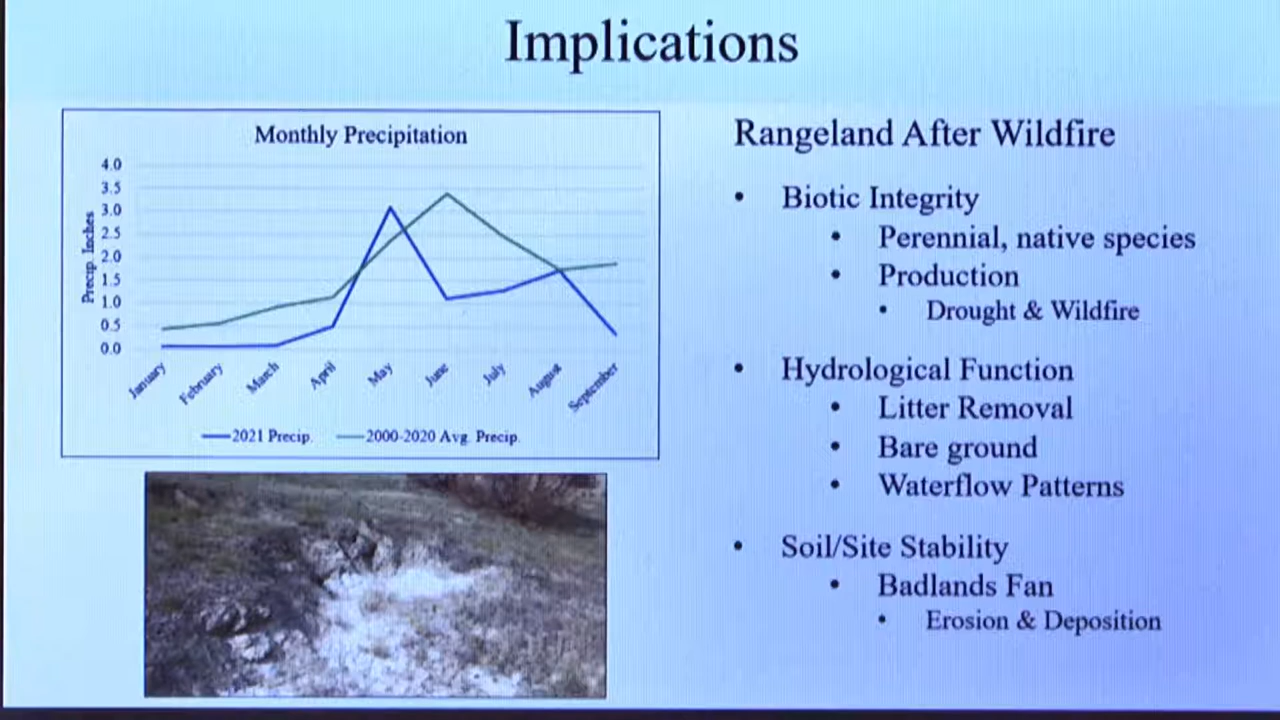 Implications
Monthly Precipitation
Precip. Inches
4.0
3.5
3.0
2.5
2.0
1.5
1.0
0.5
0.0
January
February
March
April
May
June
July
August
September
2021 Precip.
2000-2020 Avg. Precip.
Rangeland After Wildfire
• Biotic Integrity
• Perennial, native species
• Production
• Drought & Wildfire
• Hydrological Function
• Litter Removal
• Bare ground
• Waterflow Patterns
• Soil/Site Stability
• Badlands Fan
• Erosion & Deposition